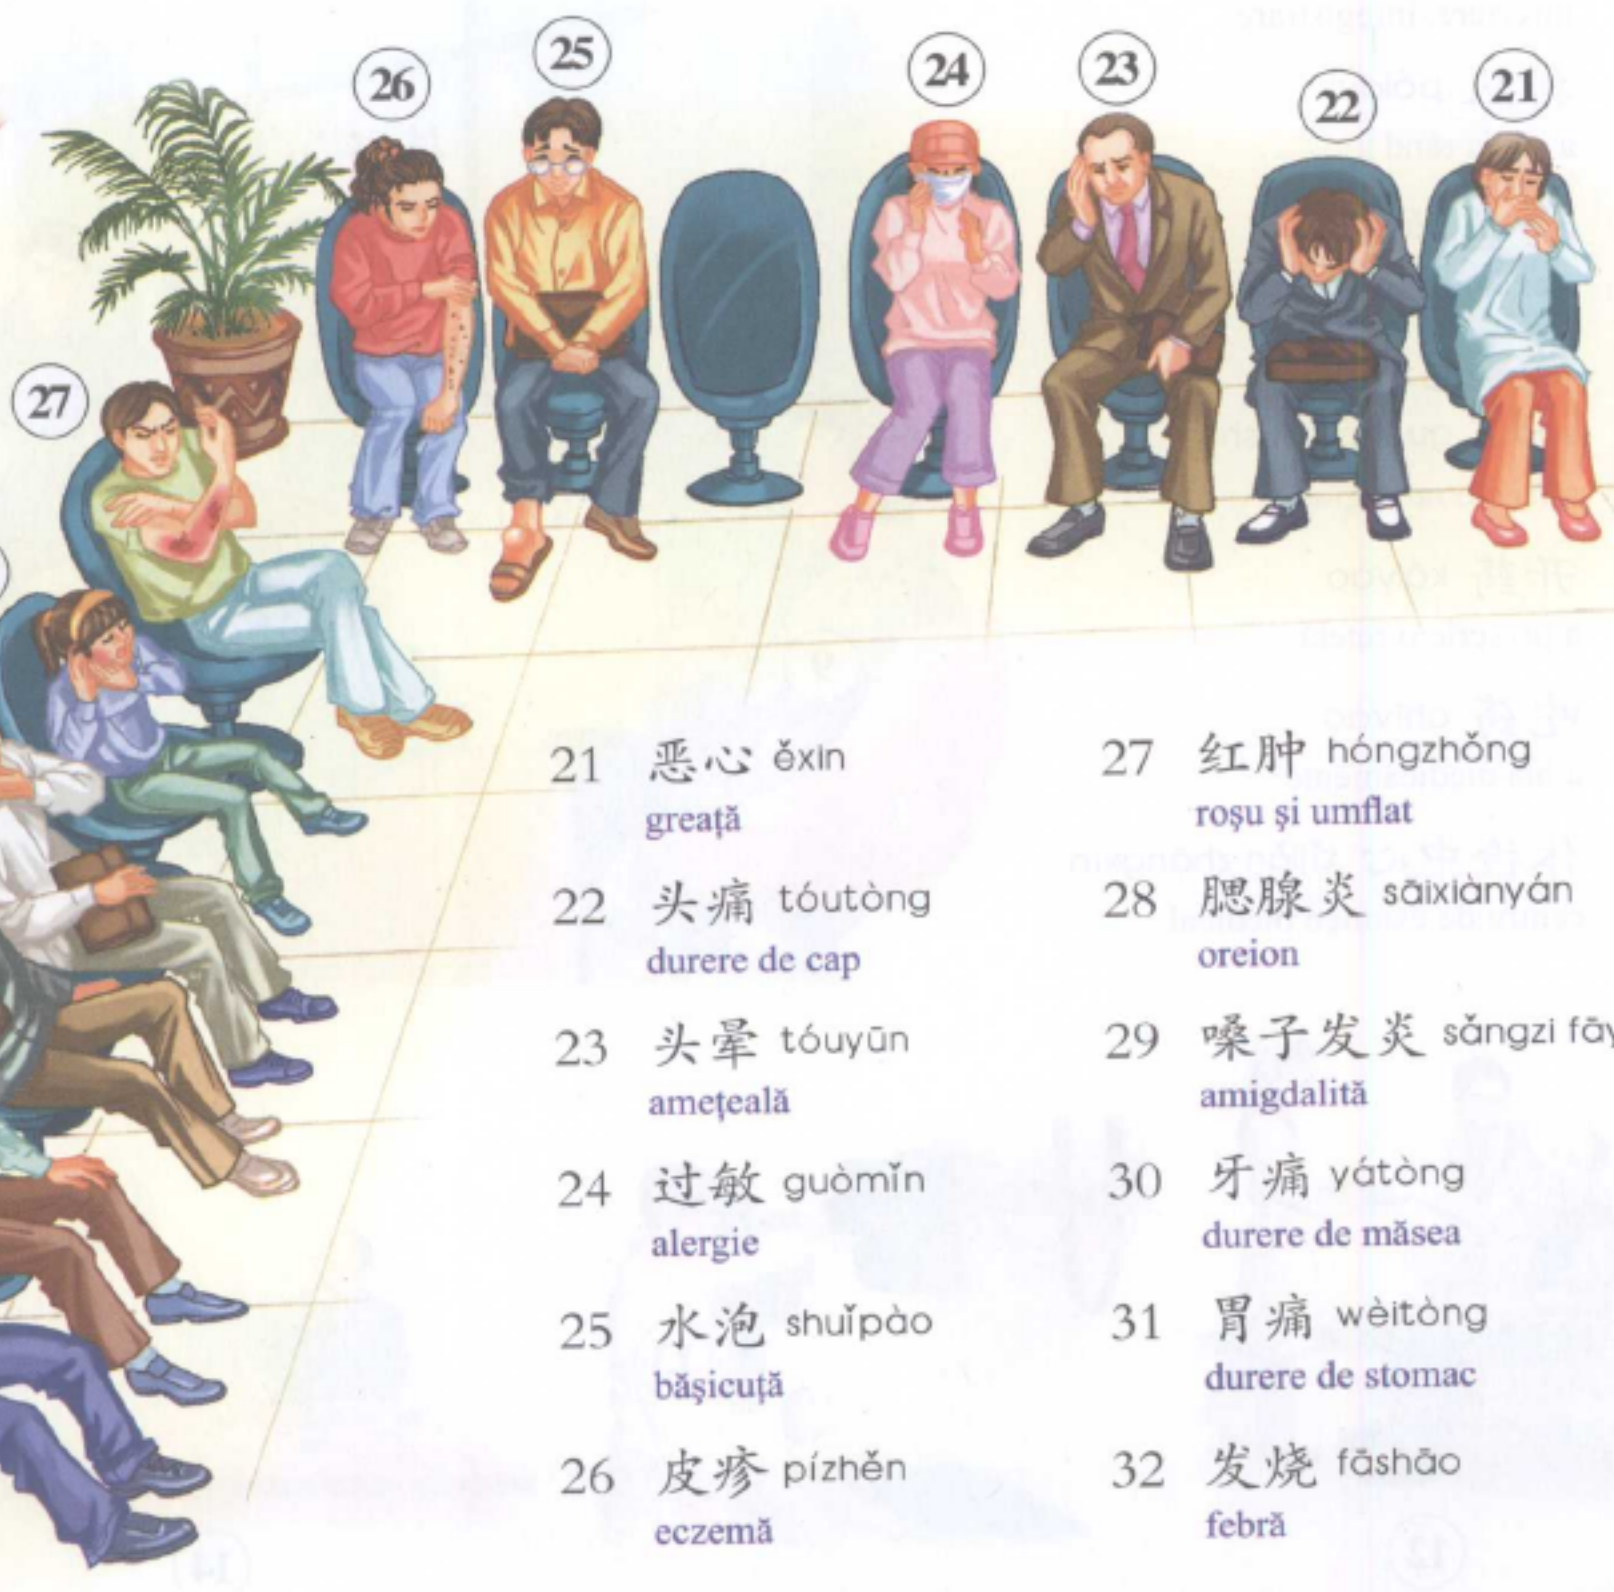 26
25
24
23
22
21
27
21 恶心 ěxin
greaţă
22 头痛 tóutòng
durere de cap
23 头晕 tóuyūn
ameţeală
24 过敏 guòmǐn
alergie
25 水泡 shuǐpào
băşicuţă
26 皮疹 pízhěn
eczemă
27 红肿 hóngzhǒng
roşu şi umflat
28 腮腺炎 sāixiànyán
oreion
29 嗓子发炎 sǎngzi
amigdalită
30 牙痛 yátòng
durere de măsea
31 胃痛 wèitòng
durere de stomac
32 发烧 fāshāo
febră